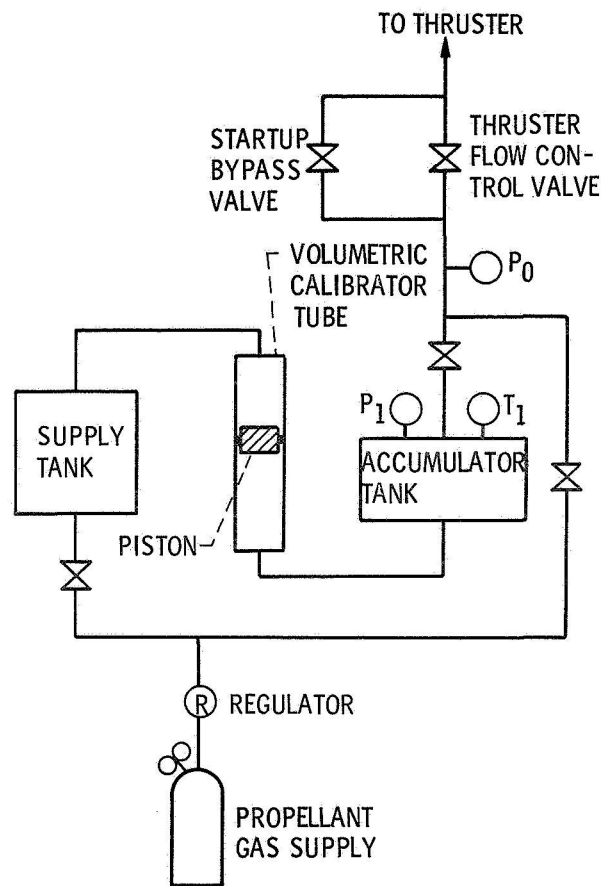 TO THRUSTER
STARTUP
BYPASS
VALVE
THRUSTER
FLOW CON-
TROL VALVE
VOLUMETRIC
CALIBRATOR
TUBE
P0
SUPPLY
TANK
P1
T1
ACCUMULATOR
TANK
PISTON
R
REGULATOR
PROPELLANT
GAS SUPPLY